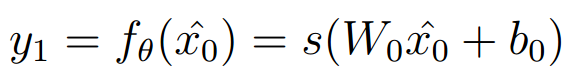 y₁ = f_θ(x̂₀) = s(W₀x̂₀ + b₀)